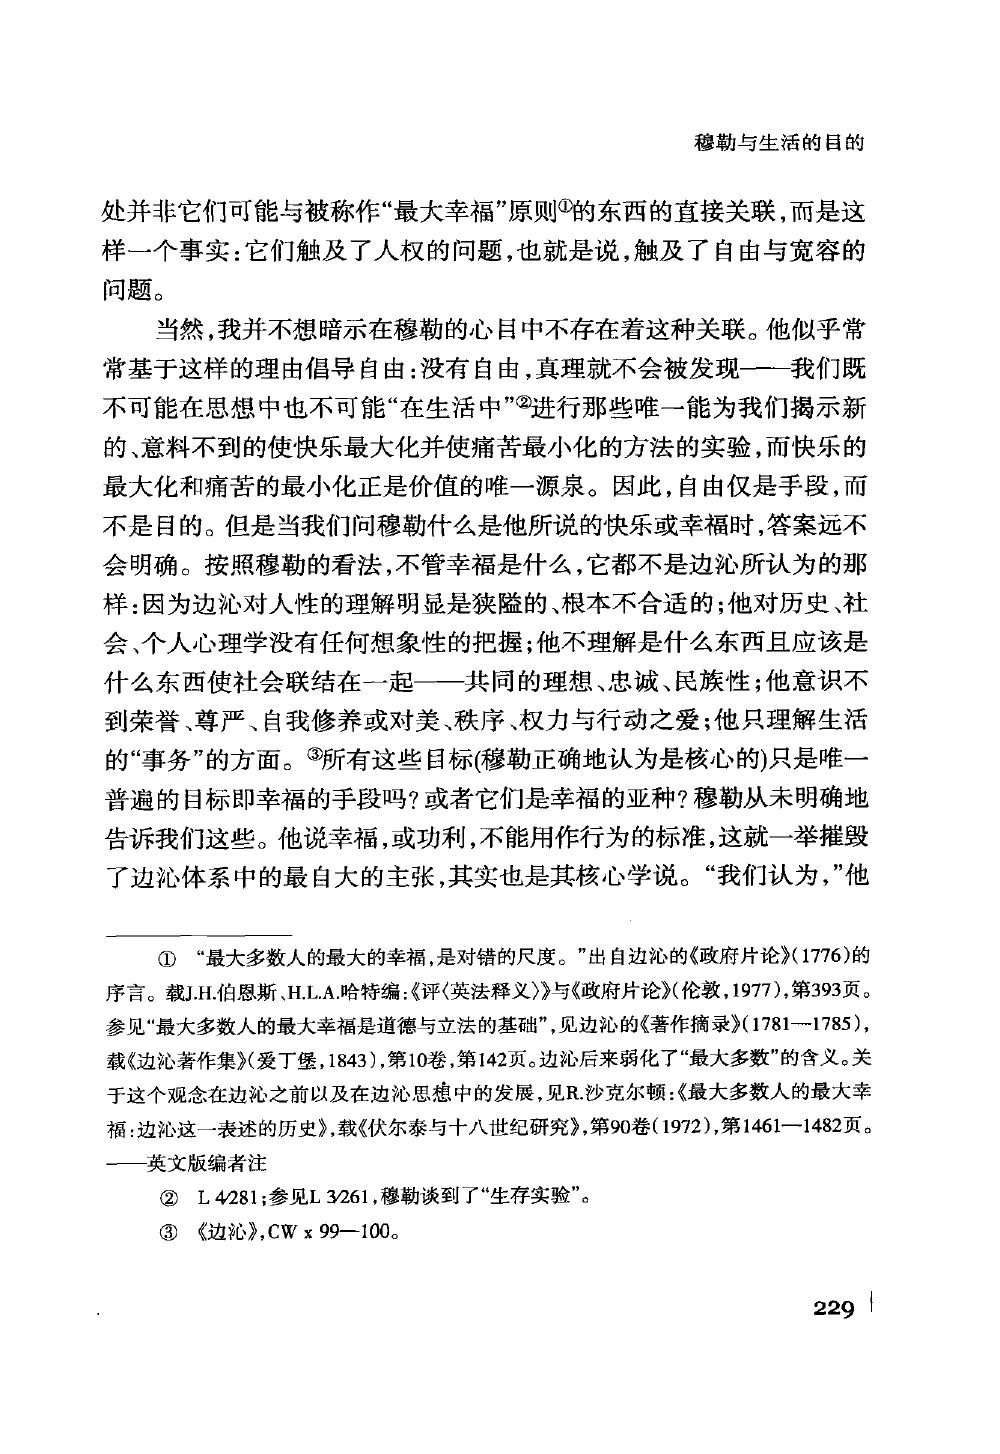 穆勒与生活的目的
处并非它们可能与被称作“最大幸福”原则①的东西的直接关联，而是这
样一个事实：它们触及了人权的问题，也就是说，触及了自由与宽容的
问题。
当然，我并不想暗示在穆勒的心目中不存在着这种关联。他似乎常
常基于这样的理由倡导自由：没有自由，真理就不会被发现——我们既
不可能在思想中也不可能“在生活中”②进行那些唯一能为我们揭示新
的、意料不到的使快乐最大化并使痛苦最小化的方法的实验，而快乐的
最大化和痛苦的最小化正是价值的唯一源泉。因此，自由仅是手段，而
不是目的。但是当我们问穆勒什么是他所说的快乐或幸福时，答案远不
会明确。按照穆勒的看法，不管幸福是什么，它都不是边沁所认为的那
样：因为边沁对人性的理解明显是狭隘的、根本不合适的；他对历史、社
会、个人心理学没有任何想象性的把握；他不理解是什么东西且应该是
什么东西使社会联结在一起——共同的理想、忠诚、民族性；他意识不
到荣誉、尊严、自我修养或对美、秩序、权力与行动之爱；他只理解生活
的“事务”的方面。③所有这些目标(穆勒正确地认为是核心的)只是唯一
普遍的目标即幸福的手段吗？或者它们是幸福的亚种？穆勒从未明确地
告诉我们这些。他说幸福，或功利，不能用作行为的标准，这就一举摧毁
了边沁体系中的最自大的主张，其实也是其核心学说。“我们认为，”他
① “最大多数人的最大的幸福，是对错的尺度。”出自边沁的《政府片论》(1776)的
序言。载J.H.伯恩斯、H.L.A.哈特编：《评〈英法释义〉》与《政府片论》(伦敦，1977)，第393页。
参见“最大多数人的最大幸福是道德与立法的基础”，见边沁的《著作摘录》(1781—1785)，
载《边沁著作集》(爱丁堡，1843)，第10卷，第142页。边沁后来弱化了“最大多数”的含义。关
于这个观念在边沁之前以及在边沁思想中的发展，见R.沙克尔顿：《最大多数人的最大幸
福：边沁这一表述的历史》，载《伏尔泰与十八世纪研究》，第90卷(1972)，第1461—1482页。
——英文版编者注
② L 4/281；参见L 3/261，穆勒谈到了“生存实验”。
③ 《边沁》，CW x 99—100。
229